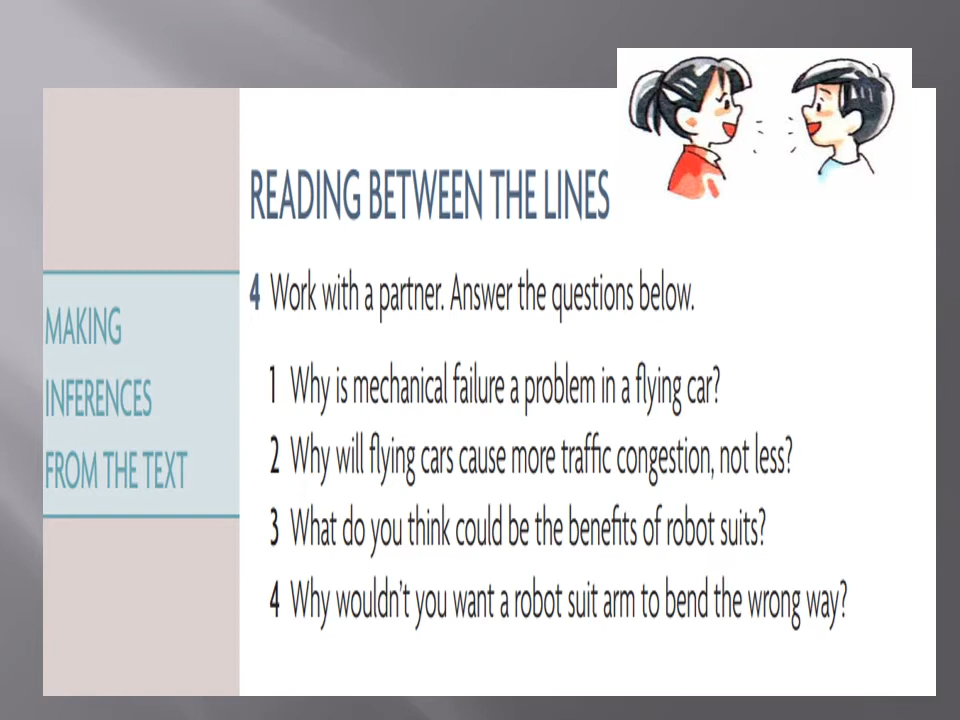 READING BETWEEN THE LINES
MAKING
INFERENCES
FROM THE TEXT
4 Work with a partner. Answer the questions below.
1 Why is mechanical failure a problem in a flying car?
2 Why will flying cars cause more traffic congestion, not less?
3 What do you think could be the benefits of robot suits?
4 Why wouldn't you want a robot suit arm to bend the wrong way?